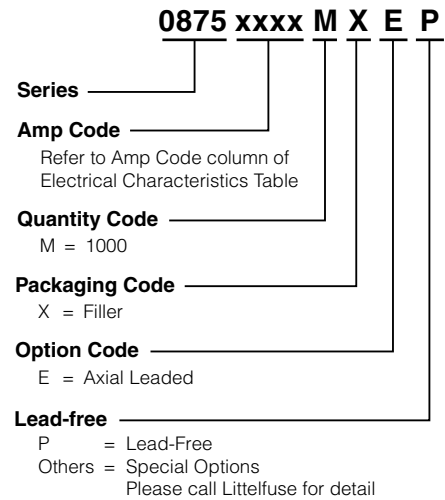 0875 xxxx M X E P
Series
Amp Code
Refer to Amp Code column of
Electrical Characteristics Table
Quantity Code
M = 1000
Packaging Code
X = Filler
Option Code
E = Axial Leaded
Lead-free
P = Lead-Free
Others = Special Options
Please call Littelfuse for detail